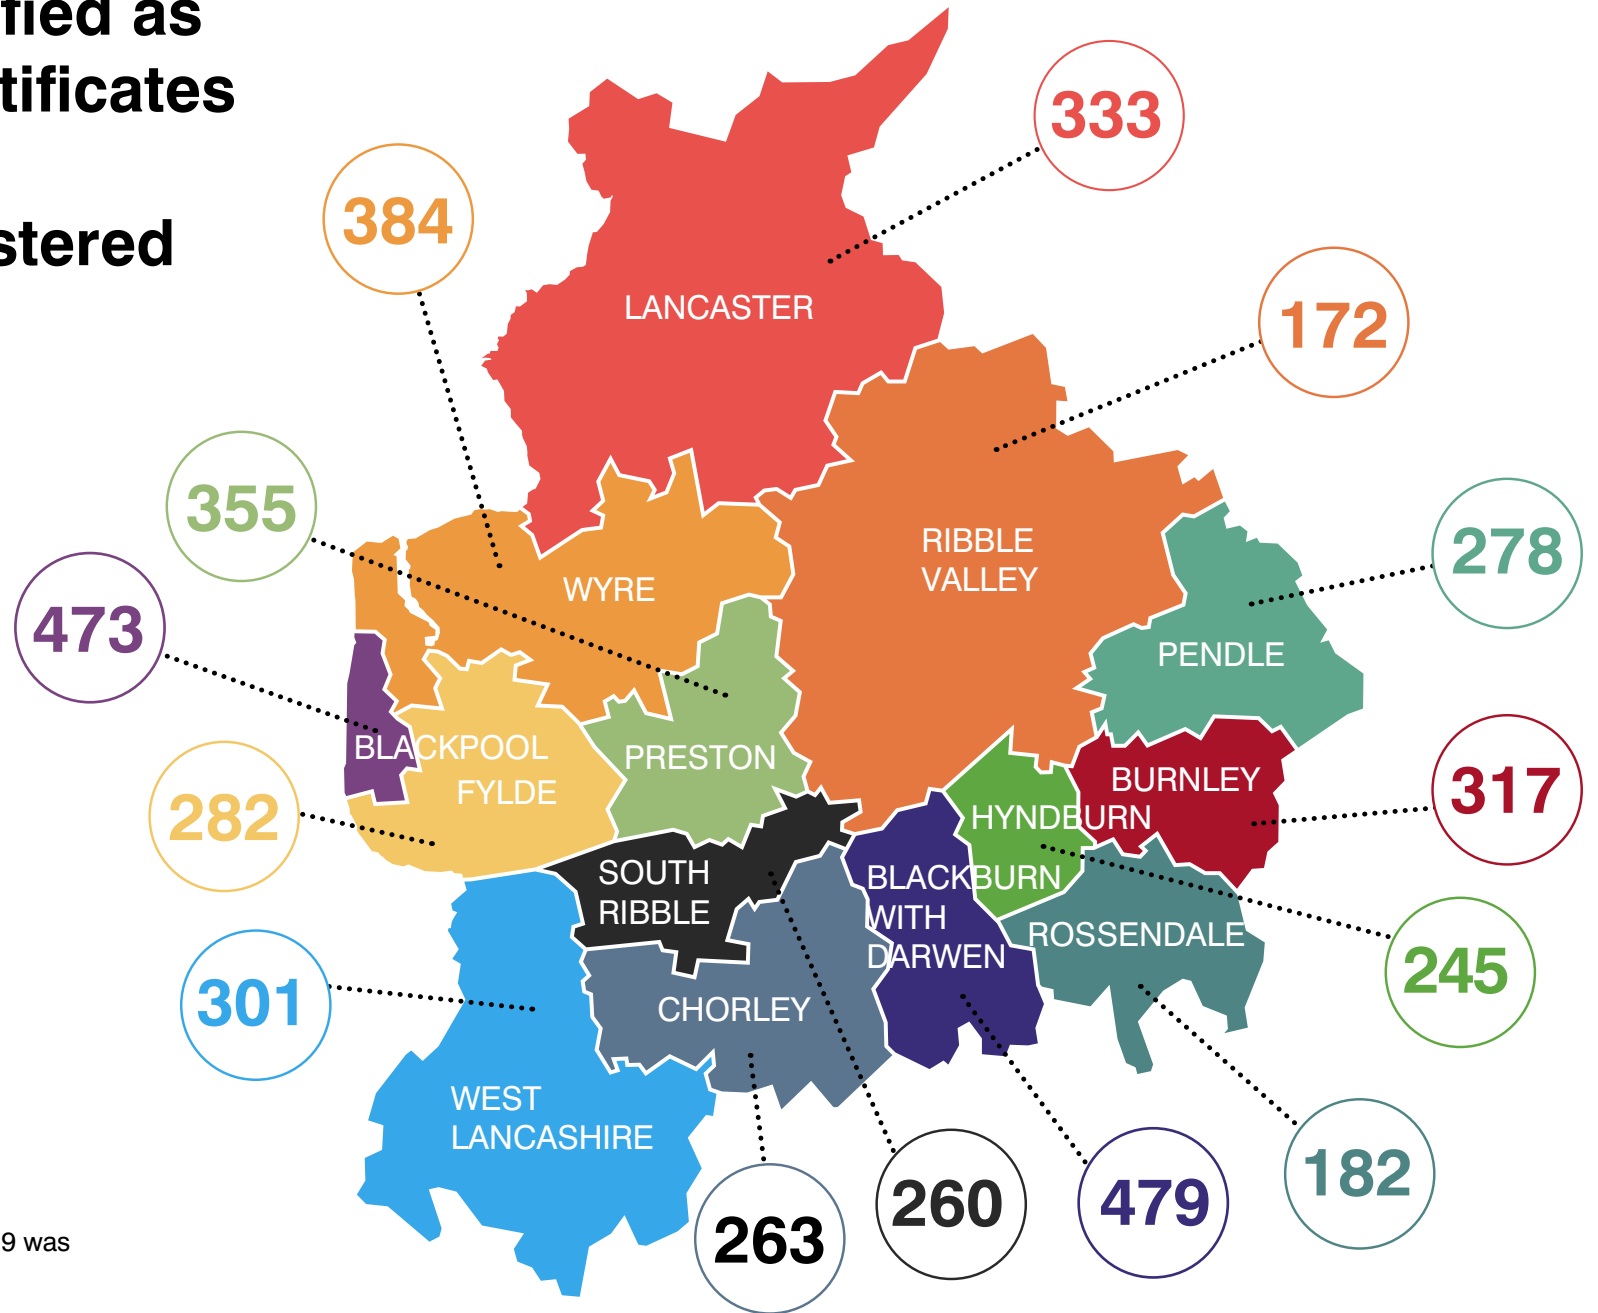 fied as
tificates
stered
333
384
LANCASTER
172
355
278
RIBBLE
VALLEY
WYRE
473
PENDLE
BLACKPOOL
PRESTON
BURNLEY
317
FYLDE
282
HYNDBURN
SOUTH
RIBBLE
BLACKBURN
WITH
DARWEN
ROSSENDALE
245
301
CHORLEY
WEST
LANCASHIRE
182
260
479
263
9 was